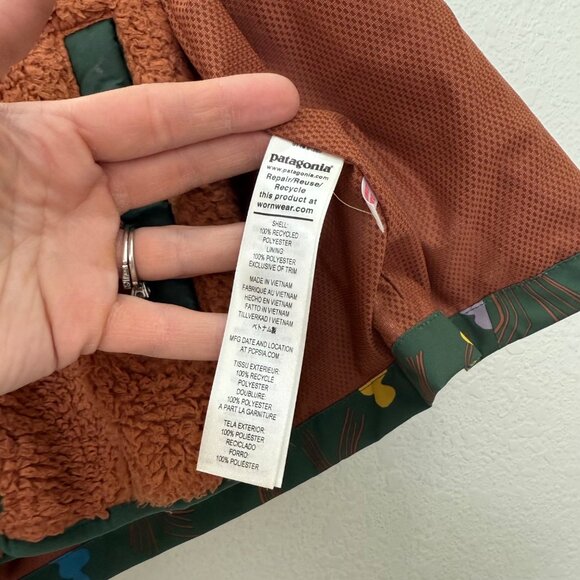 patagonia®
www.patagonia.com
Repair/Reuse/
Recycle
this product at
wornwear.com
SHELL:
100% RECYCLED
POLYESTER
LINING:
100% POLYESTER
EXCLUSIVE OF TRIM
MADE IN VIETNAM
FABRIQUÉ AU VIETNAM
HECHO EN VIETNAM
FATTO IN VIETNAM
TILLVERKAD I VIETNAM
ベトナム製
MFG DATE AND LOCATION
AT PCPSIA.COM
TISSU EXTERIEUR:
100% RECYCLÉ
POLYESTER
DOUBLURE:
100% POLYESTER
A PART LA GARNITURE
TELA EXTERIOR:
100% POLIÉSTER
RECICLADO
FORRO:
100% POLIÉSTER